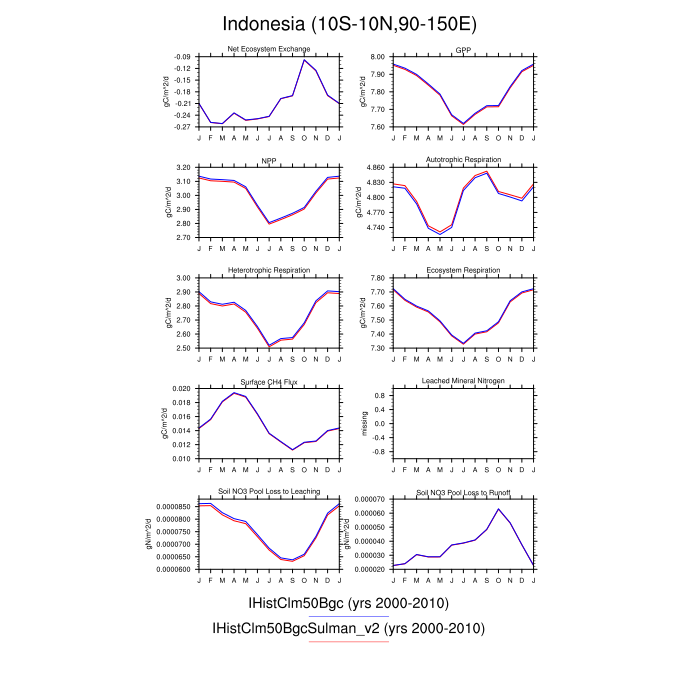 Indonesia (10S-10N,90-150E)
Net Ecosystem Exchange
GPP
gC/m^2/d
-0.09
-0.12
-0.15
-0.18
-0.21
-0.24
-0.27
J F M A M J J A S O N D J
gC/m^2/d
8.00
7.90
7.80
7.70
7.60
J F M A M J J A S O N D J
NPP
Autotrophic Respiration
gC/m^2/d
3.20
3.10
3.00
2.90
2.80
2.70
J F M A M J J A S O N D J
gC/m^2/d
4.860
4.830
4.800
4.770
4.740
J F M A M J J A S O N D J
Heterotrophic Respiration
Ecosystem Respiration
gC/m^2/d
3.00
2.90
2.80
2.70
2.60
2.50
J F M A M J J A S O N D J
gC/m^2/d
7.80
7.70
7.60
7.50
7.40
7.30
J F M A M J J A S O N D J
Surface CH4 Flux
Leached Mineral Nitrogen
gC/m^2/d
0.020
0.018
0.016
0.014
0.012
0.010
J F M A M J J A S O N D J
missing
0.8
0.4
-0.0
-0.4
-0.8
J F M A M J J A S O N D J
Soil NO3 Pool Loss to Leaching
Soil NO3 Pool Loss to Runoff
gN/m^2/d
0.0000850
0.0000800
0.0000750
0.0000700
0.0000650
0.0000600
J F M A M J J A S O N D J
gN/m^2/d
0.000070
0.000060
0.000050
0.000040
0.000030
0.000020
J F M A M J J A S O N D J
IHistClm50Bgc (yrs 2000-2010)
IHistClm50BgcSulman_v2 (yrs 2000-2010)